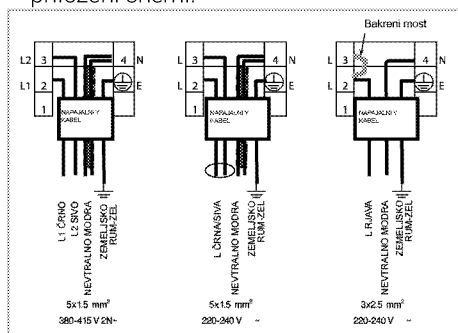 priloženi shemi:
Bakreni most
L2 3 4 N
L1 2 E
1
NAPAJALNI KABEL
L 3 4 N
L 2 E
1
NAPAJALNI KABEL
L 3 4 N
L 2 E
1
NAPAJALNI KABEL
L1 ČRNO
L2 SIVO
NEVTRALNO MODRA
ZEMELJSKO
RUM-ZEL
L ČRNA/SIVA
NEVTRALNO MODRA
ZEMELJSKO
RUM-ZEL
L RJAVA
NEVTRALNO MODRA
ZEMELJSKO
RUM-ZEL
5x1.5 mm²
380-415 V 2N~
5x1.5 mm²
220-240 V ~
3x2.5 mm²
220-240 V ~